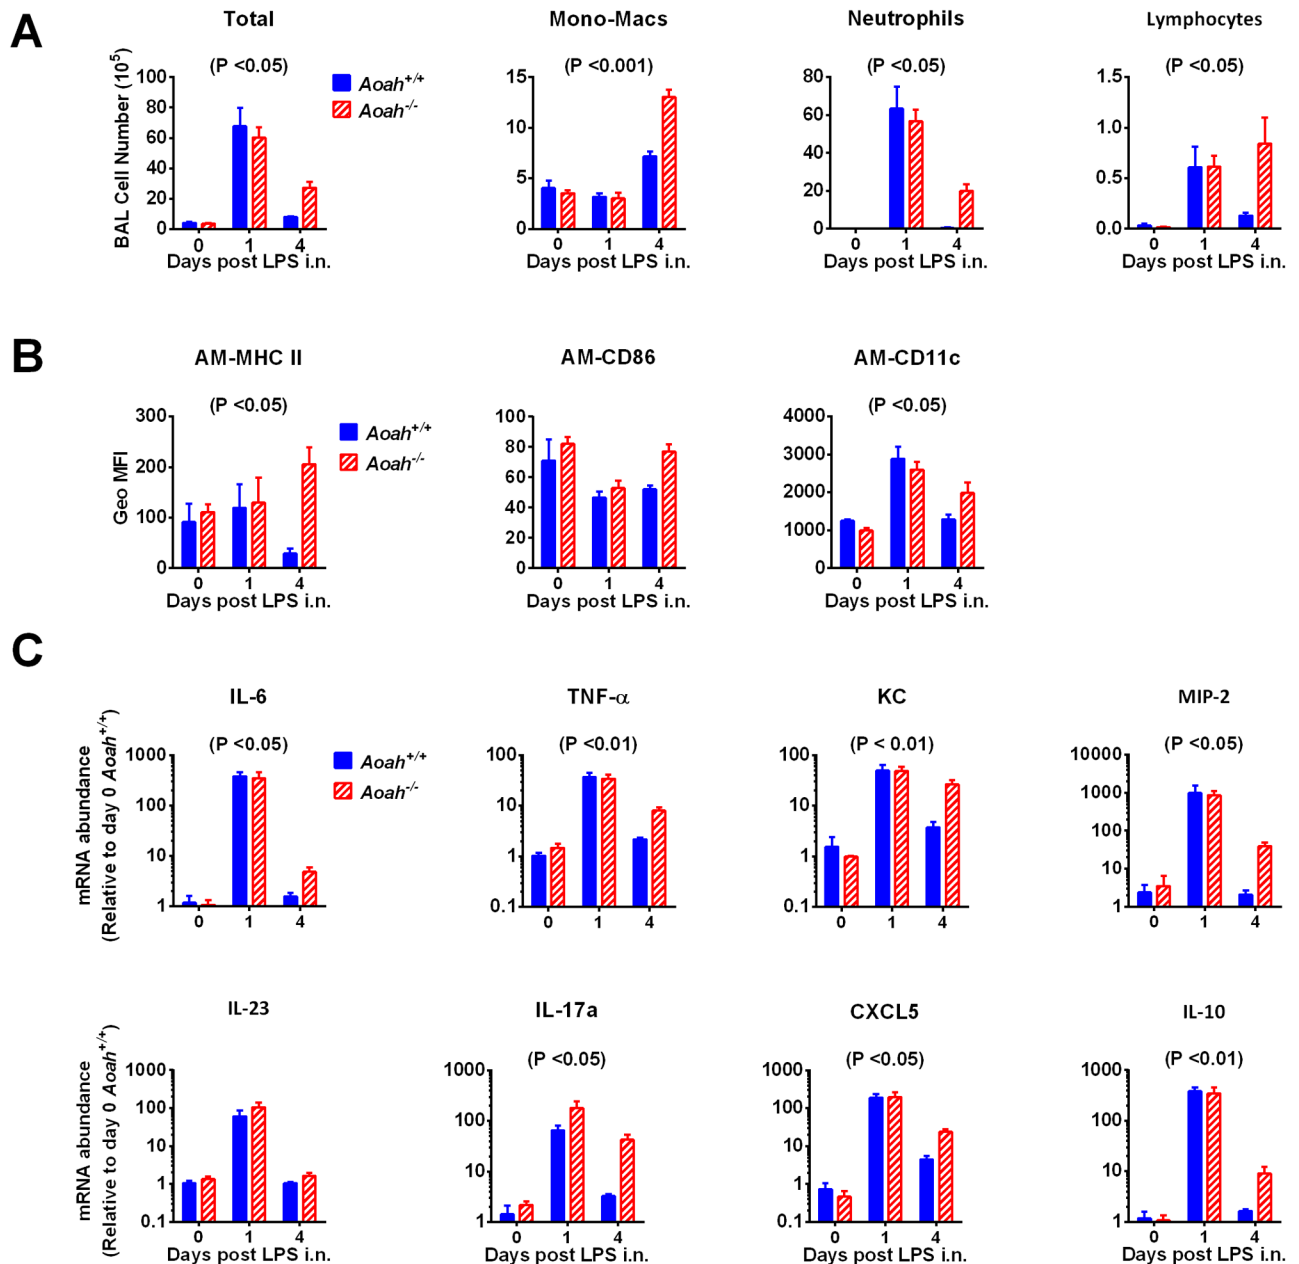 A
Total
Mono-Macs
Neutrophils
Lymphocytes
(P <0.05)
(P <0.001)
(P <0.05)
(P <0.05)
BAL Cell Number (10⁵)
100
80
60
40
20
0
Aoah+/+
Aoah-/-
15
10
5
0
80
60
40
20
0
1.5
1.0
0.5
0.0
0 1 4
0 1 4
0 1 4
0 1 4
Days post LPS i.n.
Days post LPS i.n.
Days post LPS i.n.
Days post LPS i.n.
B
AM-MHC II
AM-CD86
AM-CD11c
(P <0.05)
(P <0.05)
Geo MFI
300
200
100
0
Aoah+/+
Aoah-/-
100
80
60
40
20
0
4000
3000
2000
1000
0
0 1 4
0 1 4
0 1 4
Days post LPS i.n.
Days post LPS i.n.
Days post LPS i.n.
C
IL-6
TNF-α
KC
MIP-2
(P <0.05)
(P <0.01)
(P < 0.01)
(P <0.05)
mRNA abundance
(Relative to day 0 Aoah+/+)
1000
100
10
1
Aoah+/+
Aoah-/-
100
10
1
0.1
100
10
1
0.1
10000
1000
100
10
1
0 1 4
0 1 4
0 1 4
0 1 4
IL-23
IL-17a
CXCL5
IL-10
(P <0.05)
(P <0.05)
(P <0.01)
mRNA abundance
(Relative to day 0 Aoah+/+)
1000
100
10
1
0.1
1000
100
10
1
1000
100
10
1
0.1
1000
100
10
1
0 1 4
0 1 4
0 1 4
0 1 4
Days post LPS i.n.
Days post LPS i.n.
Days post LPS i.n.
Days post LPS i.n.